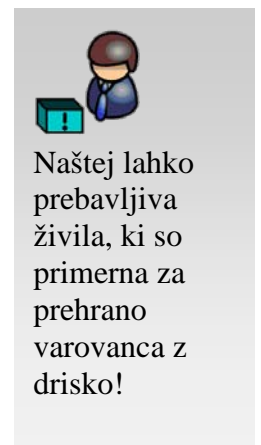 Naštej lahko
prebavljiva
živila, ki so
primerna za
prehrano
varovanca z
drisko!